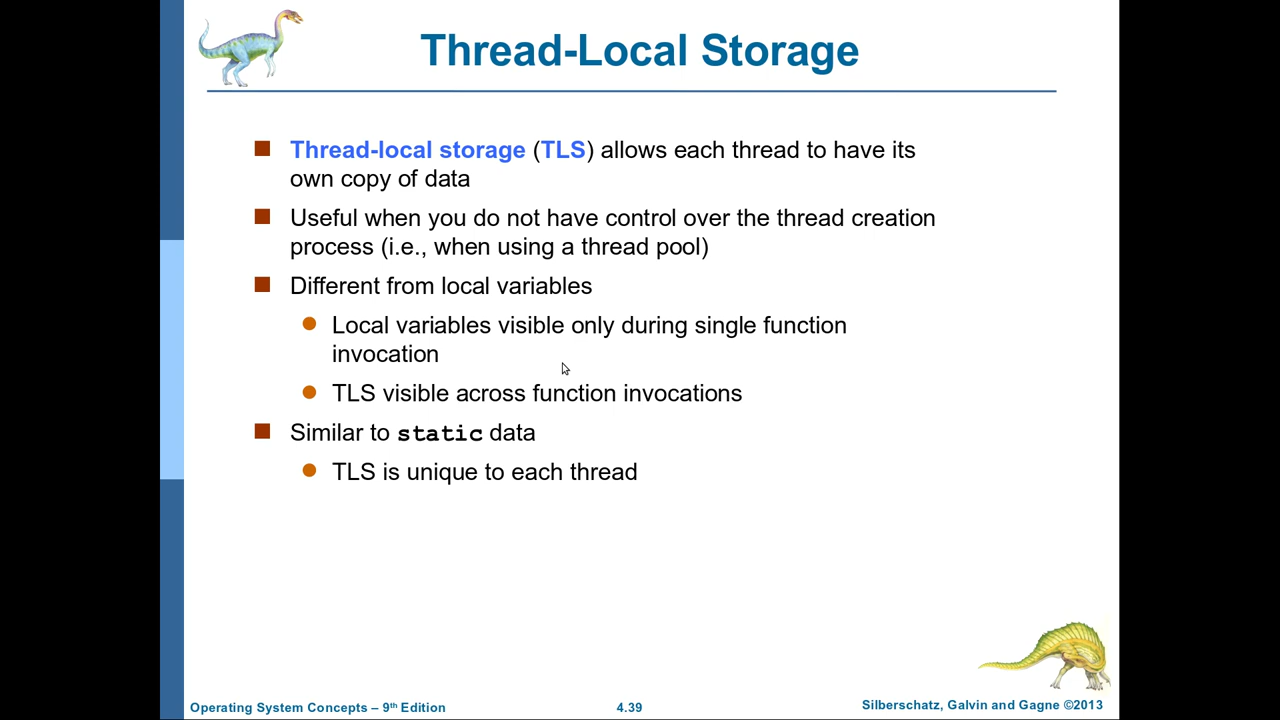 Thread-Local Storage
Thread-local storage (TLS) allows each thread to have its
own copy of data
Useful when you do not have control over the thread creation
process (i.e., when using a thread pool)
Different from local variables
Local variables visible only during single function
invocation
TLS visible across function invocations
Similar to static data
TLS is unique to each thread
Operating System Concepts – 9th Edition
4.39
Silberschatz, Galvin and Gagne ©2013